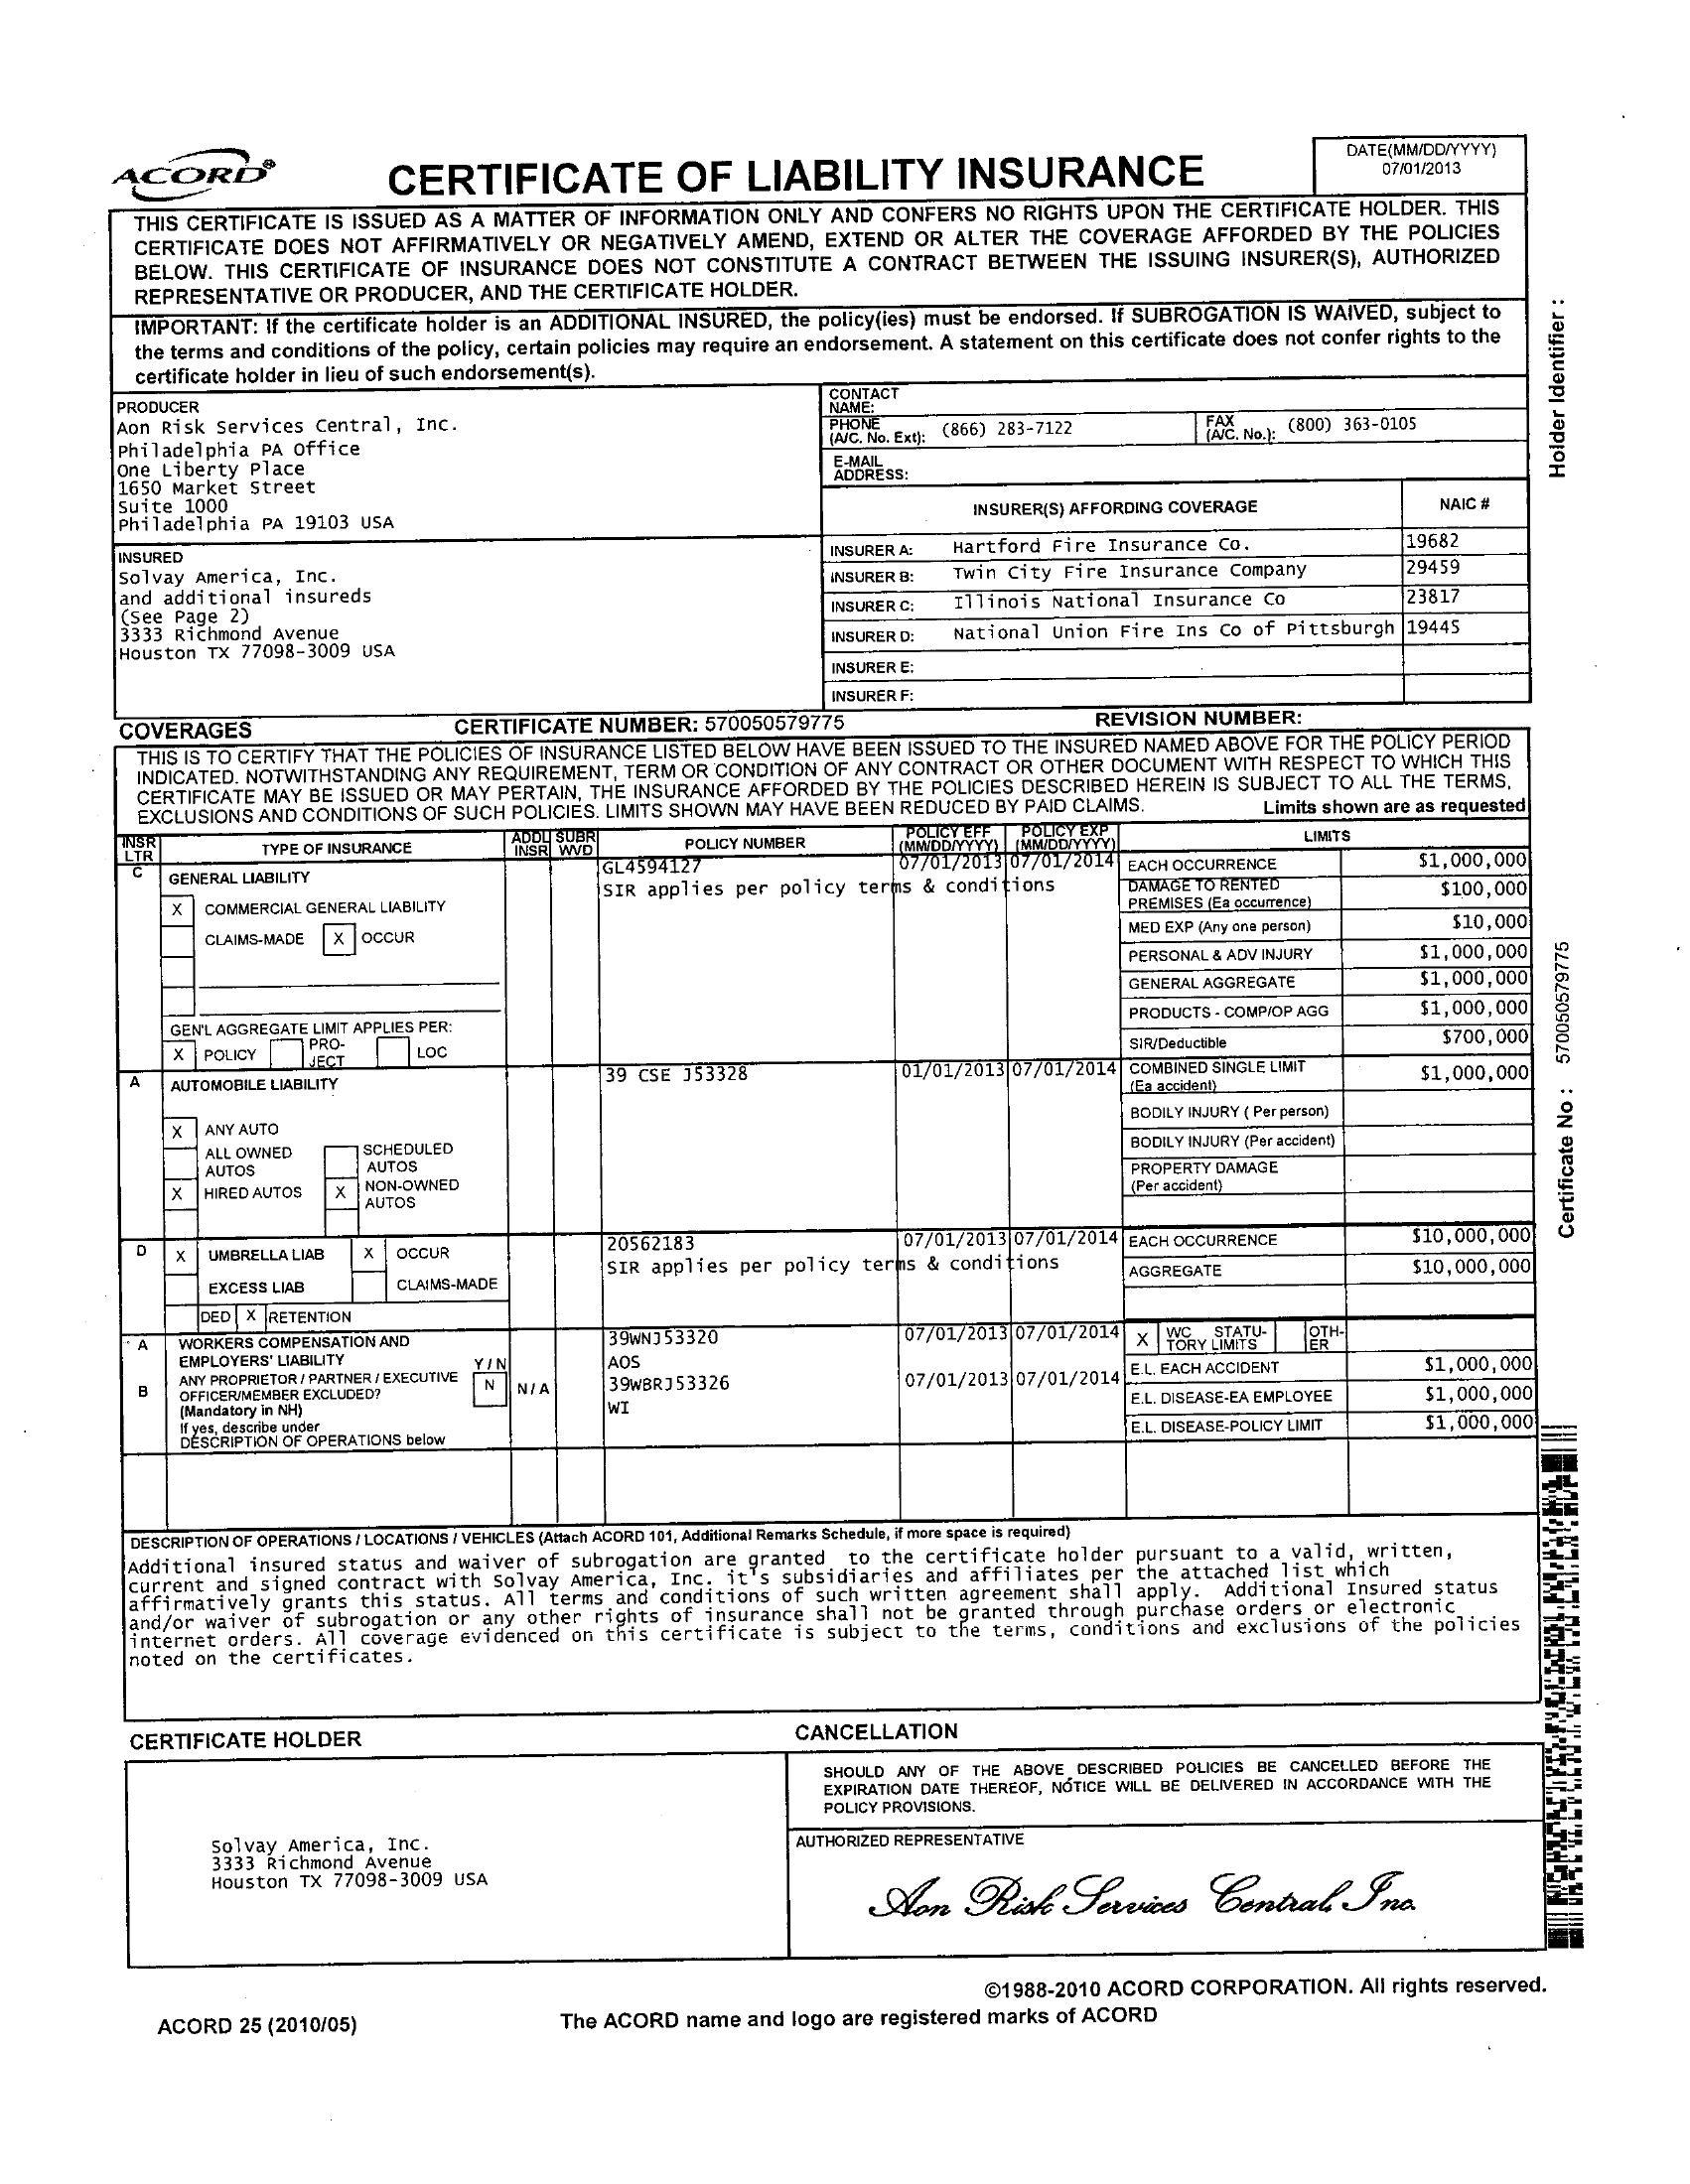 ACORD®
CERTIFICATE OF LIABILITY INSURANCE
DATE(MM/DD/YYYY)
07/01/2013
THIS CERTIFICATE IS ISSUED AS A MATTER OF INFORMATION ONLY AND CONFERS NO RIGHTS UPON THE CERTIFICATE HOLDER. THIS
CERTIFICATE DOES NOT AFFIRMATIVELY OR NEGATIVELY AMEND, EXTEND OR ALTER THE COVERAGE AFFORDED BY THE POLICIES
BELOW. THIS CERTIFICATE OF INSURANCE DOES NOT CONSTITUTE A CONTRACT BETWEEN THE ISSUING INSURER(S), AUTHORIZED
REPRESENTATIVE OR PRODUCER, AND THE CERTIFICATE HOLDER.
IMPORTANT: If the certificate holder is an ADDITIONAL INSURED, the policy(ies) must be endorsed. If SUBROGATION IS WAIVED, subject to
the terms and conditions of the policy, certain policies may require an endorsement. A statement on this certificate does not confer rights to the
certificate holder in lieu of such endorsement(s).
PRODUCER
Aon Risk Services Central, Inc.
Philadelphia PA Office
One Liberty Place
1650 Market Street
Suite 1000
Philadelphia PA 19103 USA
CONTACT
NAME:
PHONE
(A/C. No. Ext): (866) 283-7122
FAX
(A/C. No.): (800) 363-0105
E-MAIL
ADDRESS:
INSURER(S) AFFORDING COVERAGE NAIC #
INSURED
Solvay America, Inc.
and additional insureds
(See Page 2)
3333 Richmond Avenue
Houston TX 77098-3009 USA
INSURER A: Hartford Fire Insurance Co. 19682
INSURER B: Twin City Fire Insurance Company 29459
INSURER C: Illinois National Insurance Co 23817
INSURER D: National Union Fire Ins Co of Pittsburgh 19445
INSURER E:
INSURER F:
Holder Identifier :
COVERAGES CERTIFICATE NUMBER: 570050579775 REVISION NUMBER:
THIS IS TO CERTIFY THAT THE POLICIES OF INSURANCE LISTED BELOW HAVE BEEN ISSUED TO THE INSURED NAMED ABOVE FOR THE POLICY PERIOD
INDICATED. NOTWITHSTANDING ANY REQUIREMENT, TERM OR CONDITION OF ANY CONTRACT OR OTHER DOCUMENT WITH RESPECT TO WHICH THIS
CERTIFICATE MAY BE ISSUED OR MAY PERTAIN, THE INSURANCE AFFORDED BY THE POLICIES DESCRIBED HEREIN IS SUBJECT TO ALL THE TERMS,
EXCLUSIONS AND CONDITIONS OF SUCH POLICIES. LIMITS SHOWN MAY HAVE BEEN REDUCED BY PAID CLAIMS. Limits shown are as requested
INSR LTR TYPE OF INSURANCE ADDL INSR SUBR WVD POLICY NUMBER POLICY EFF (MM/DD/YYYY) POLICY EXP (MM/DD/YYYY) LIMITS
C GENERAL LIABILITY GL4594127 07/01/2013 07/01/2014 EACH OCCURRENCE $1,000,000
SIR applies per policy terms & conditions DAMAGE TO RENTED PREMISES (Ea occurrence) $100,000
X COMMERCIAL GENERAL LIABILITY MED EXP (Any one person) $10,000
CLAIMS-MADE X OCCUR PERSONAL & ADV INJURY $1,000,000
GENERAL AGGREGATE $1,000,000
GEN'L AGGREGATE LIMIT APPLIES PER: PRODUCTS - COMP/OP AGG $1,000,000
X POLICY PRO-JECT LOC SIR/Deductible $700,000
A AUTOMOBILE LIABILITY 39 CSE J53328 01/01/2013 07/01/2014 COMBINED SINGLE LIMIT (Ea accident) $1,000,000
X ANY AUTO BODILY INJURY ( Per person)
ALL OWNED AUTOS SCHEDULED AUTOS BODILY INJURY (Per accident)
X HIRED AUTOS X NON-OWNED AUTOS PROPERTY DAMAGE (Per accident)
D X UMBRELLA LIAB X OCCUR 20562183 07/01/2013 07/01/2014 EACH OCCURRENCE $10,000,000
EXCESS LIAB CLAIMS-MADE SIR applies per policy terms & conditions AGGREGATE $10,000,000
DED X RETENTION
A WORKERS COMPENSATION AND 39WNJ53320 07/01/2013 07/01/2014 X WC STATU-TORY LIMITS OTH-ER
EMPLOYERS' LIABILITY Y / N AOS E.L. EACH ACCIDENT $1,000,000
B ANY PROPRIETOR / PARTNER / EXECUTIVE N N / A 39WBRJ53326 07/01/2013 07/01/2014
OFFICER/MEMBER EXCLUDED? E.L. DISEASE-EA EMPLOYEE $1,000,000
(Mandatory in NH) WI
If yes, describe under E.L. DISEASE-POLICY LIMIT $1,000,000
DESCRIPTION OF OPERATIONS below
Certificate No : 570050579775
DESCRIPTION OF OPERATIONS / LOCATIONS / VEHICLES (Attach ACORD 101, Additional Remarks Schedule, if more space is required)
Additional insured status and waiver of subrogation are granted to the certificate holder pursuant to a valid, written,
current and signed contract with Solvay America, Inc. it's subsidiaries and affiliates per the attached list which
affirmatively grants this status. All terms and conditions of such written agreement shall apply. Additional Insured status
and/or waiver of subrogation or any other rights of insurance shall not be granted through purchase orders or electronic
internet orders. All coverage evidenced on this certificate is subject to the terms, conditions and exclusions of the policies
noted on the certificates.
CERTIFICATE HOLDER
Solvay America, Inc.
3333 Richmond Avenue
Houston TX 77098-3009 USA
CANCELLATION
SHOULD ANY OF THE ABOVE DESCRIBED POLICIES BE CANCELLED BEFORE THE
EXPIRATION DATE THEREOF, NOTICE WILL BE DELIVERED IN ACCORDANCE WITH THE
POLICY PROVISIONS.
AUTHORIZED REPRESENTATIVE
Aon Risk Services Central, Inc.
©1988-2010 ACORD CORPORATION. All rights reserved.
ACORD 25 (2010/05) The ACORD name and logo are registered marks of ACORD